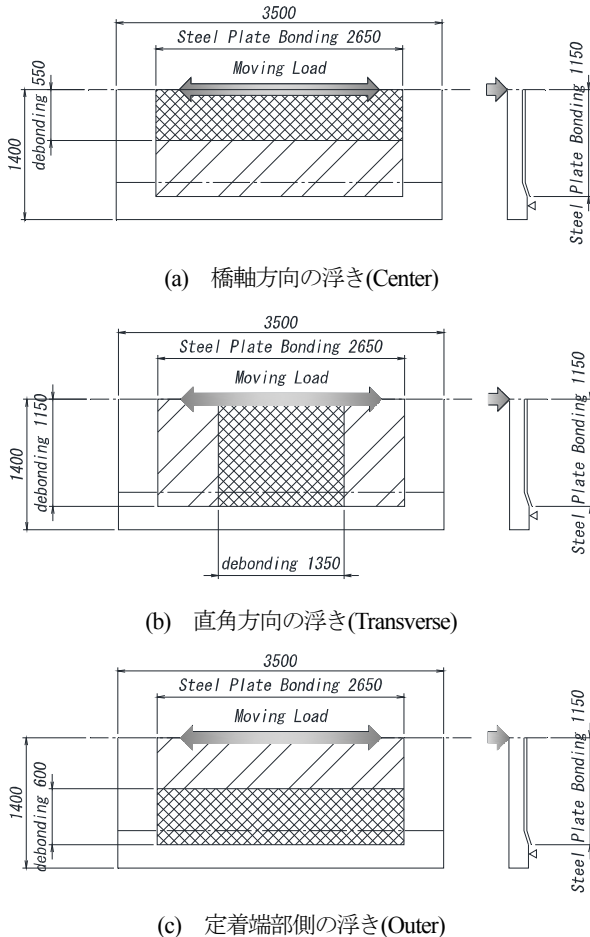 3500
Steel Plate Bonding 2650
Moving Load
1400
debonding 550
Steel Plate Bonding 1150
(a) 橋軸方向の浮き(Center)
3500
Steel Plate Bonding 2650
Moving Load
1400
debonding 1150
Steel Plate Bonding 1150
debonding 1350
(b) 直角方向の浮き(Transverse)
3500
Steel Plate Bonding 2650
Moving Load
1400
debonding 600
Steel Plate Bonding 1150
(c) 定着端部側の浮き(Outer)